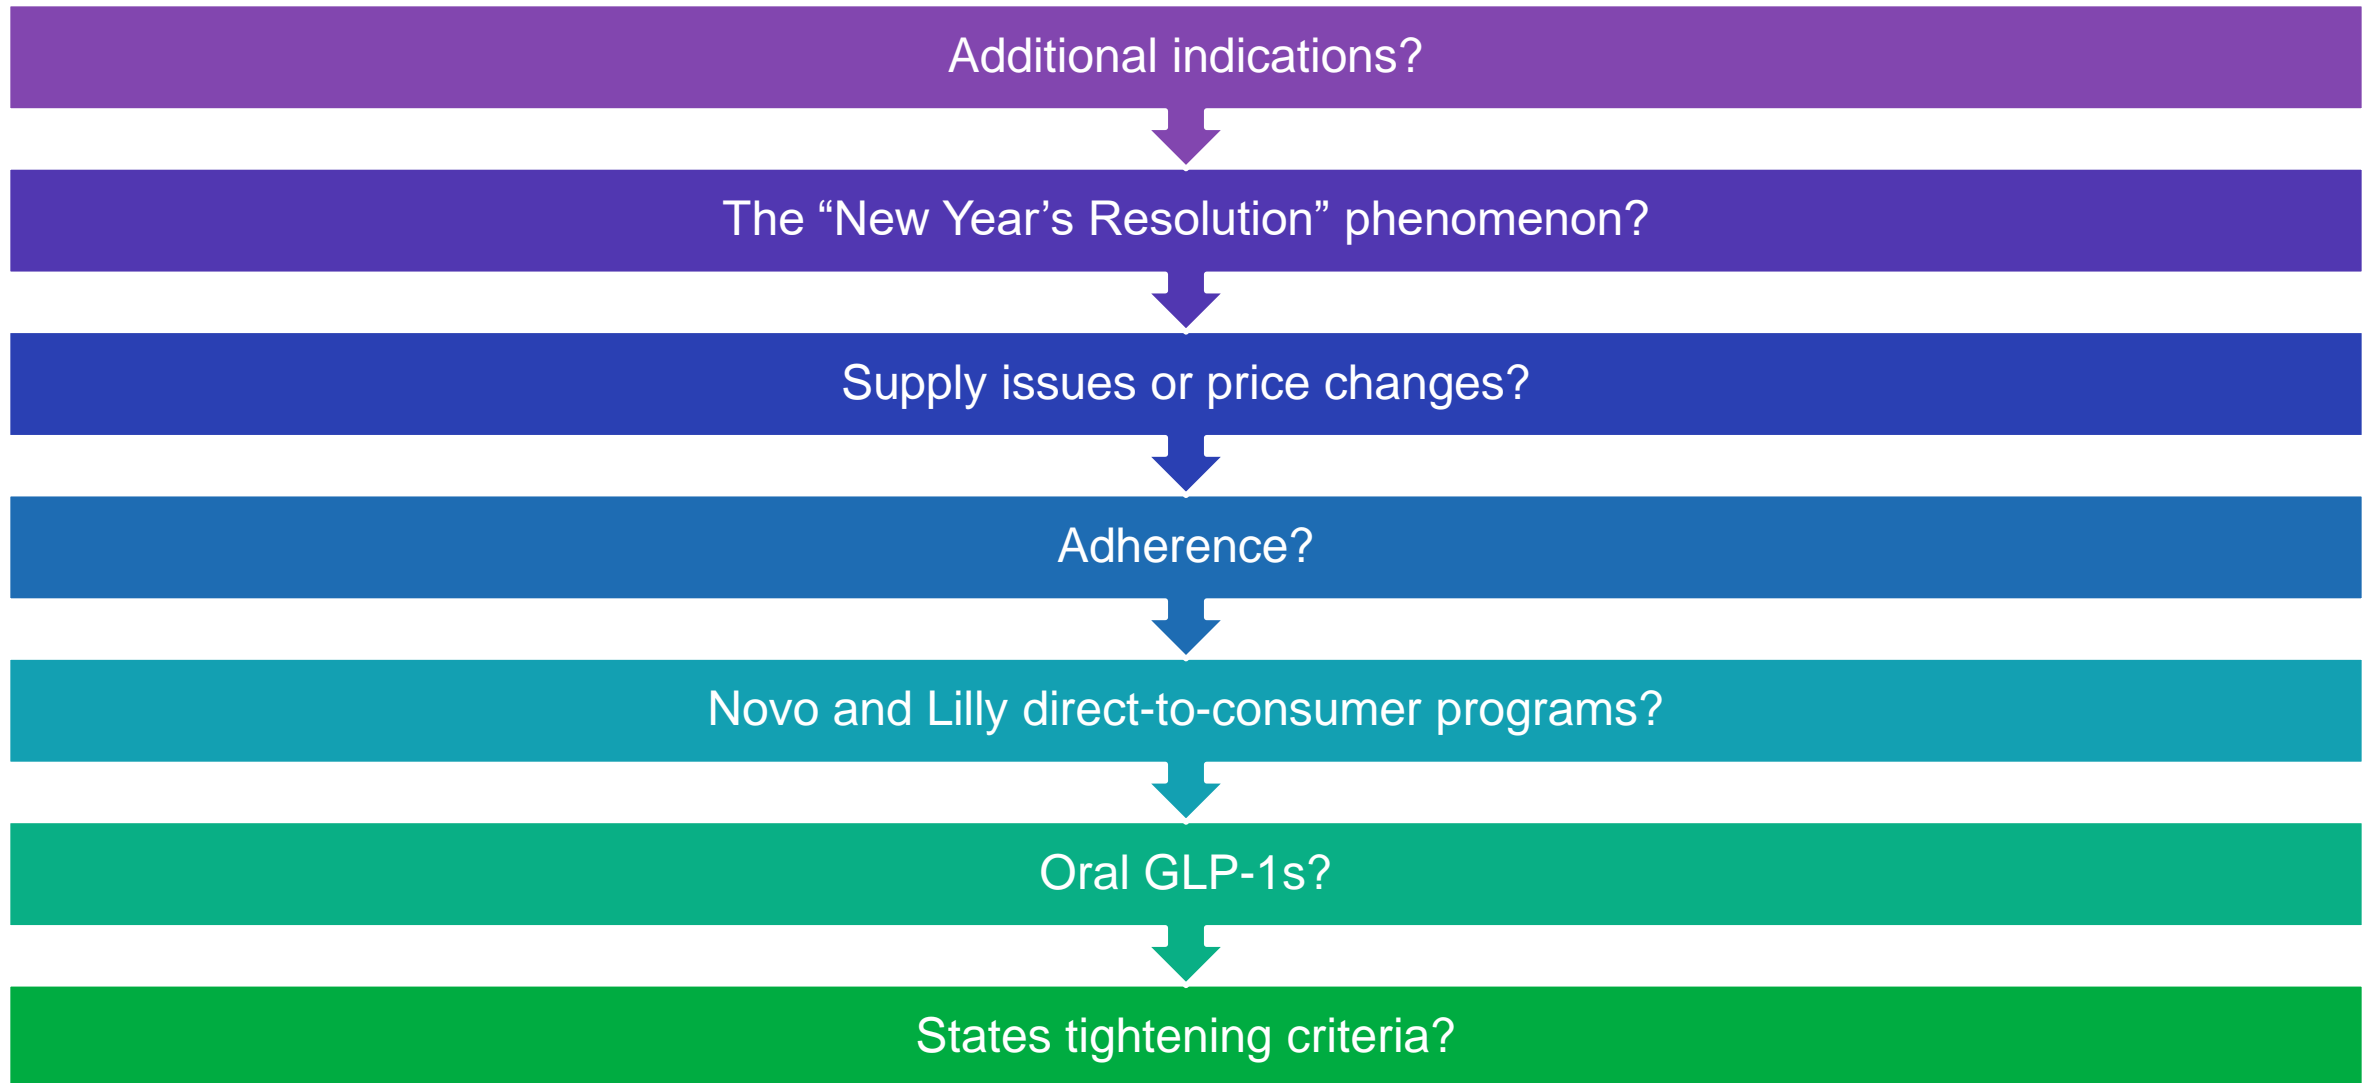 Additional indications?
The “New Year’s Resolution” phenomenon?
Supply issues or price changes?
Adherence?
Novo and Lilly direct-to-consumer programs?
Oral GLP-1s?
States tightening criteria?